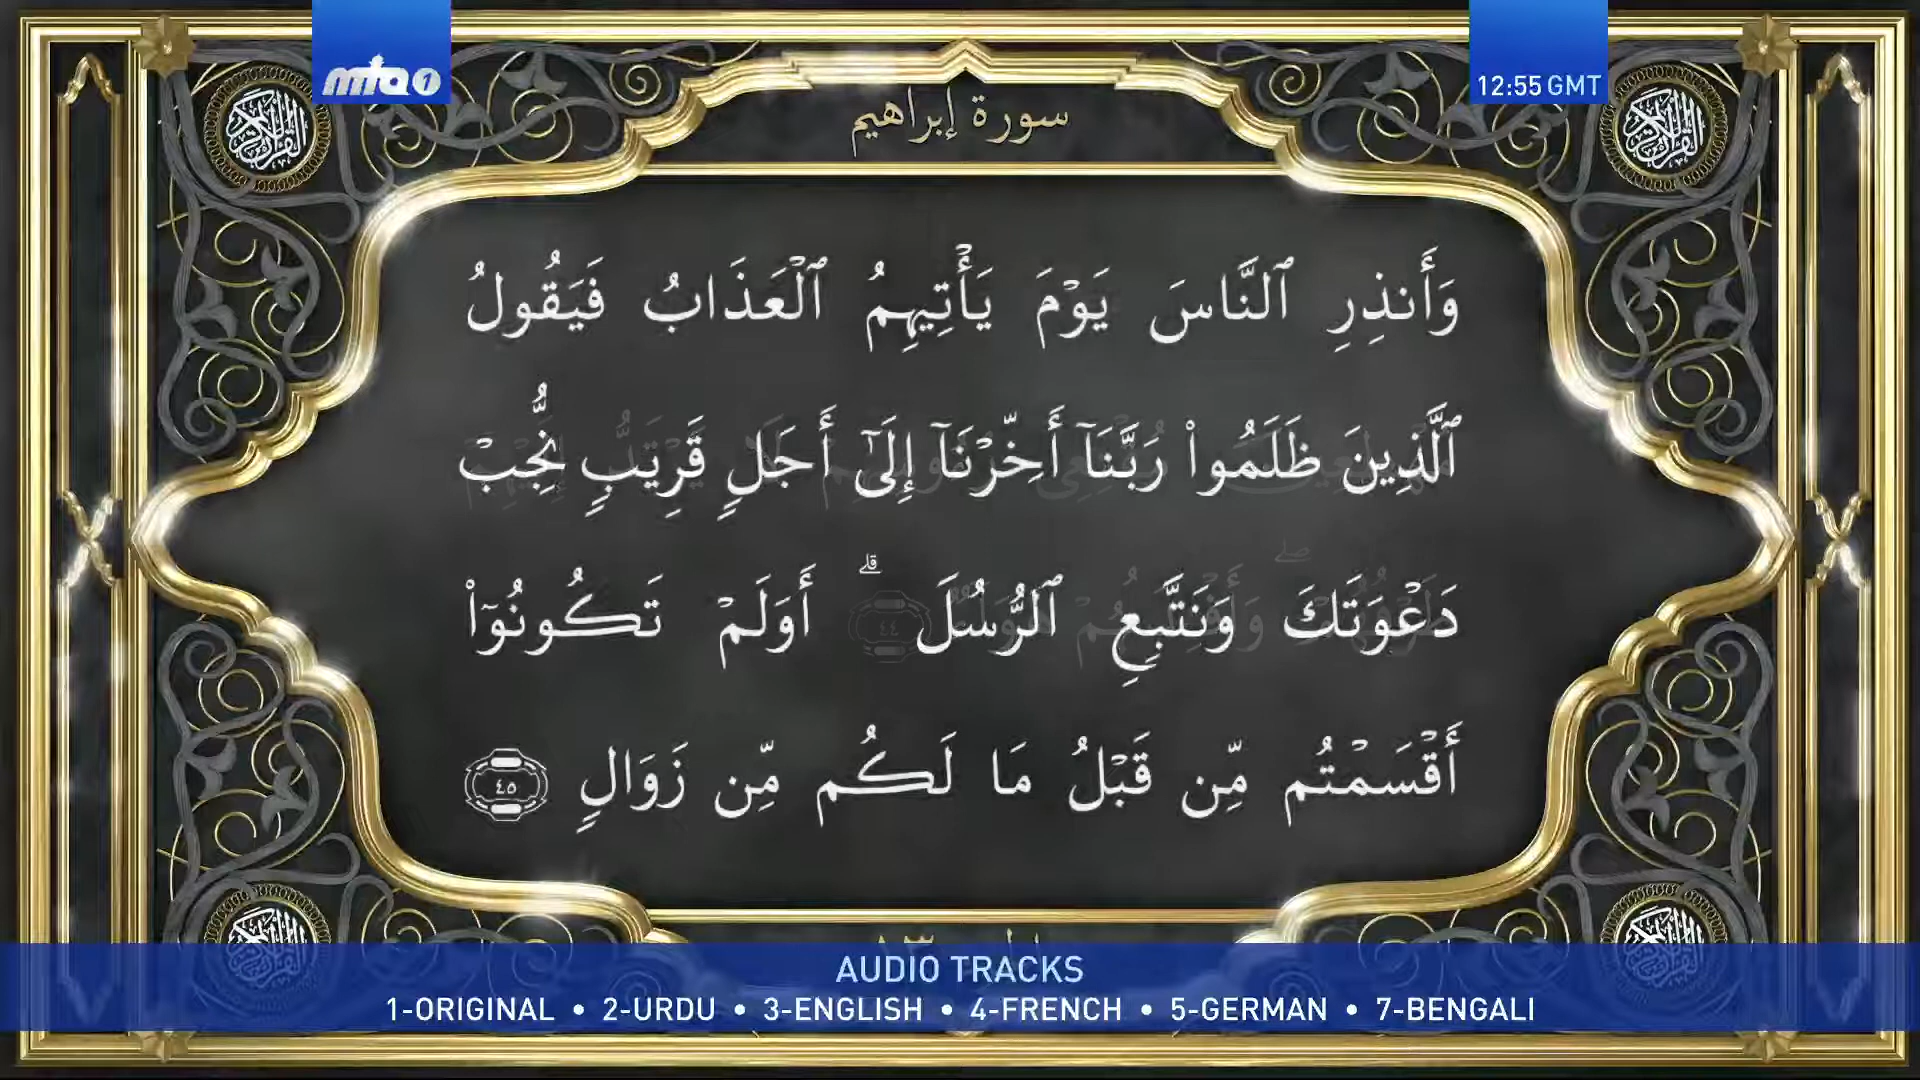 mta 1
12:55 GMT
سورة إبراهيم
وَأَنذِرِ ٱلنَّاسَ يَوْمَ يَأْتِيهِمُ ٱلْعَذَابُ فَيَقُولُ
ٱلَّذِينَ ظَلَمُوا۟ رَبَّنَآ أَخِّرْنَآ إِلَىٰٓ أَجَلٍ قَرِيبٍ نُّجِبْ
دَعْوَتَكَ وَنَتَّبِعِ ٱلرُّسُلَ ۗ أَوَلَمْ تَكُونُوٓا۟
أَقْسَمْتُم مِّن قَبْلُ مَا لَكُم مِّن زَوَالٍ ٤٥
AUDIO TRACKS
1-ORIGINAL • 2-URDU • 3-ENGLISH • 4-FRENCH • 5-GERMAN • 7-BENGALI